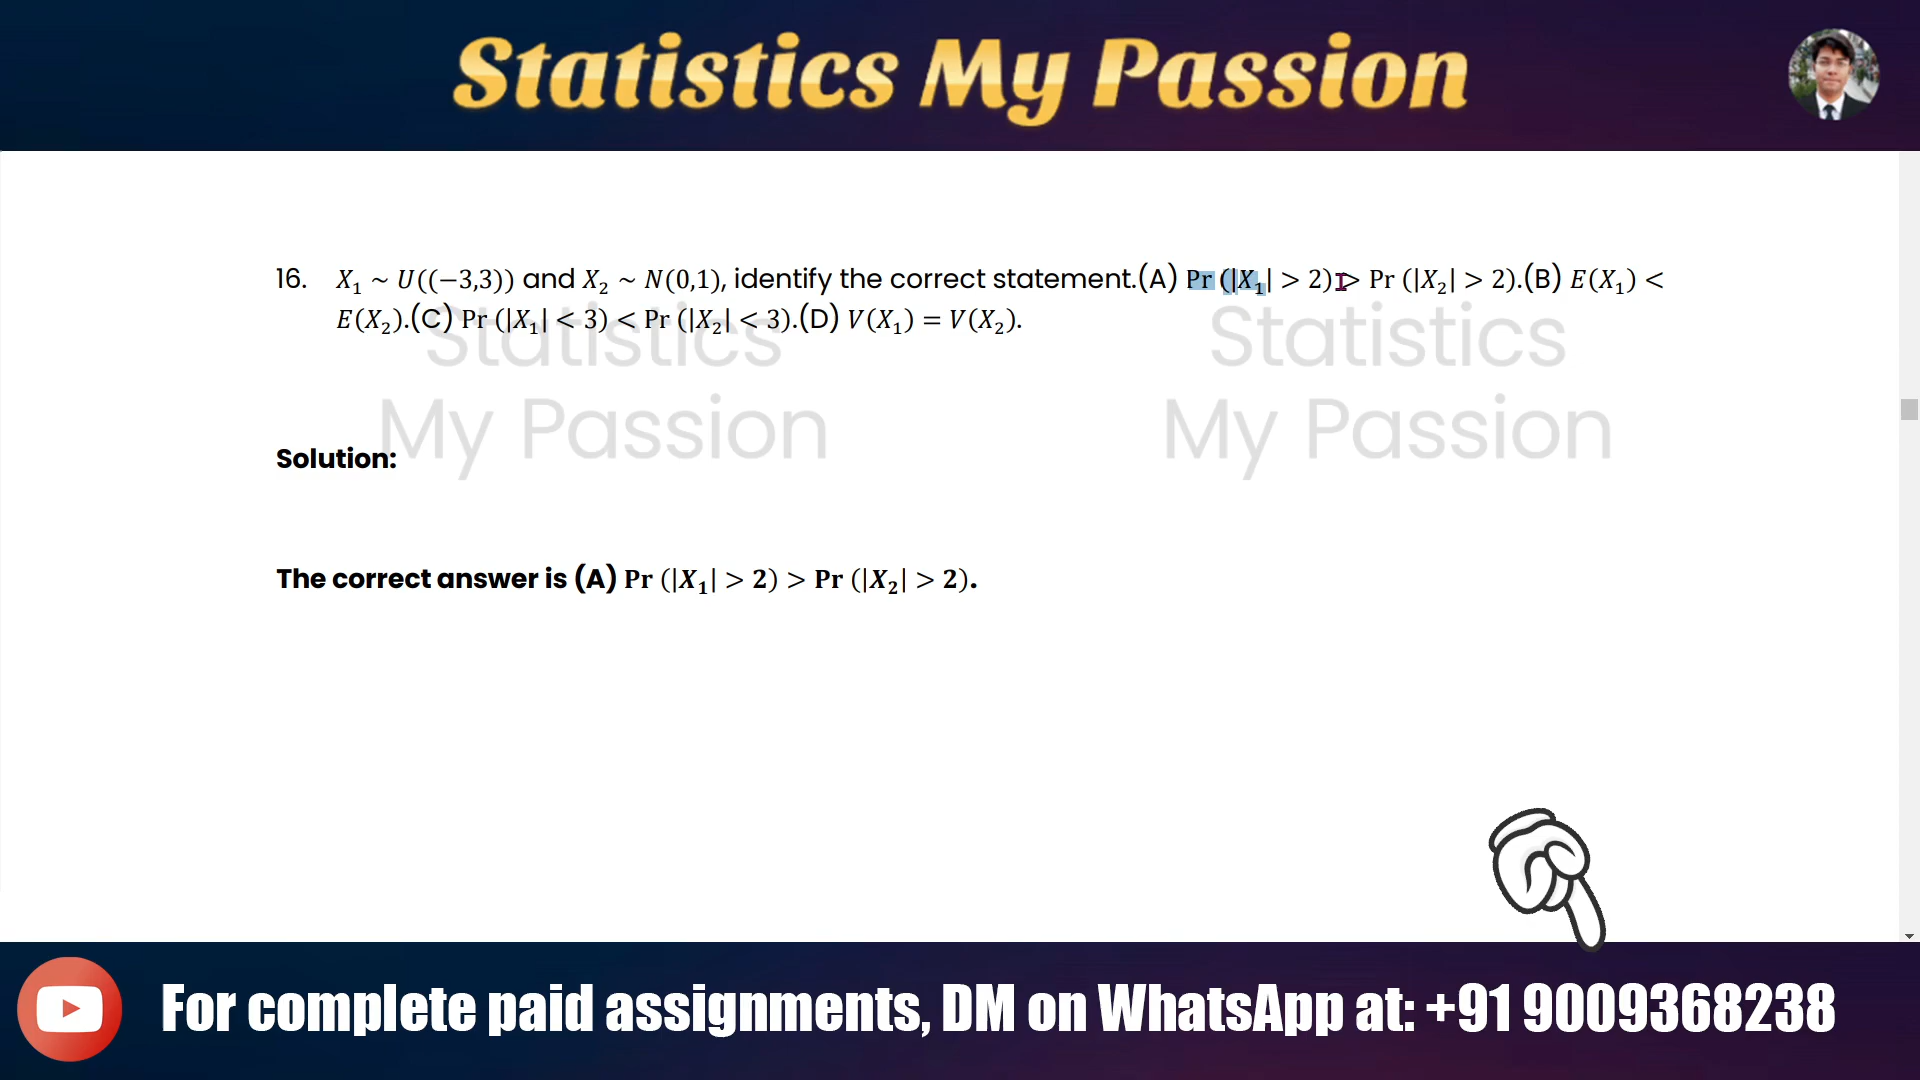 Statistics My Passion
16. X₁ ~ U((−3,3)) and X₂ ~ N(0,1), identify the correct statement.(A) Pr (|X₁| > 2) > Pr (|X₂| > 2).(B) E(X₁) <
E(X₂).(C) Pr (|X₁| < 3) < Pr (|X₂| < 3).(D) V(X₁) = V(X₂).
Statistics
My Passion
Statistics
My Passion
Solution:
The correct answer is (A) Pr (|X₁| > 2) > Pr (|X₂| > 2).
For complete paid assignments, DM on WhatsApp at: +91 9009368238